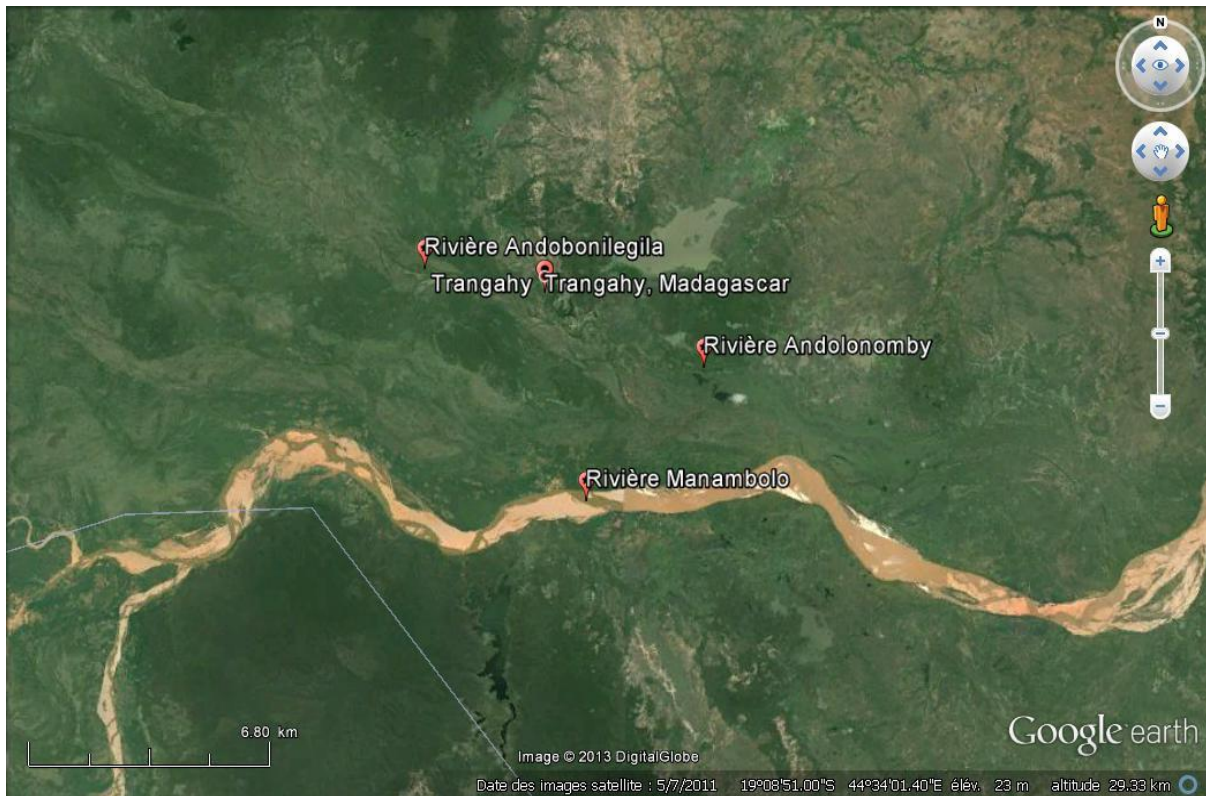 N
Rivière Andobonilegila
Trangahy Trangahy, Madagascar
Rivière Andolonomby
Rivière Manambolo
6.80 km
Google earth
Image © 2013 DigitalGlobe
Date des images satellite : 5/7/2011 19°08'51.00"S 44°34'01.40"E élév. 23 m altitude 29.33 km